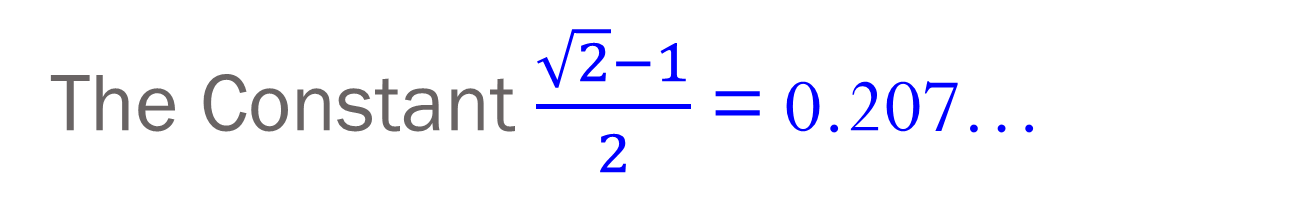 The Constant (√2−1)/2 = 0.207…